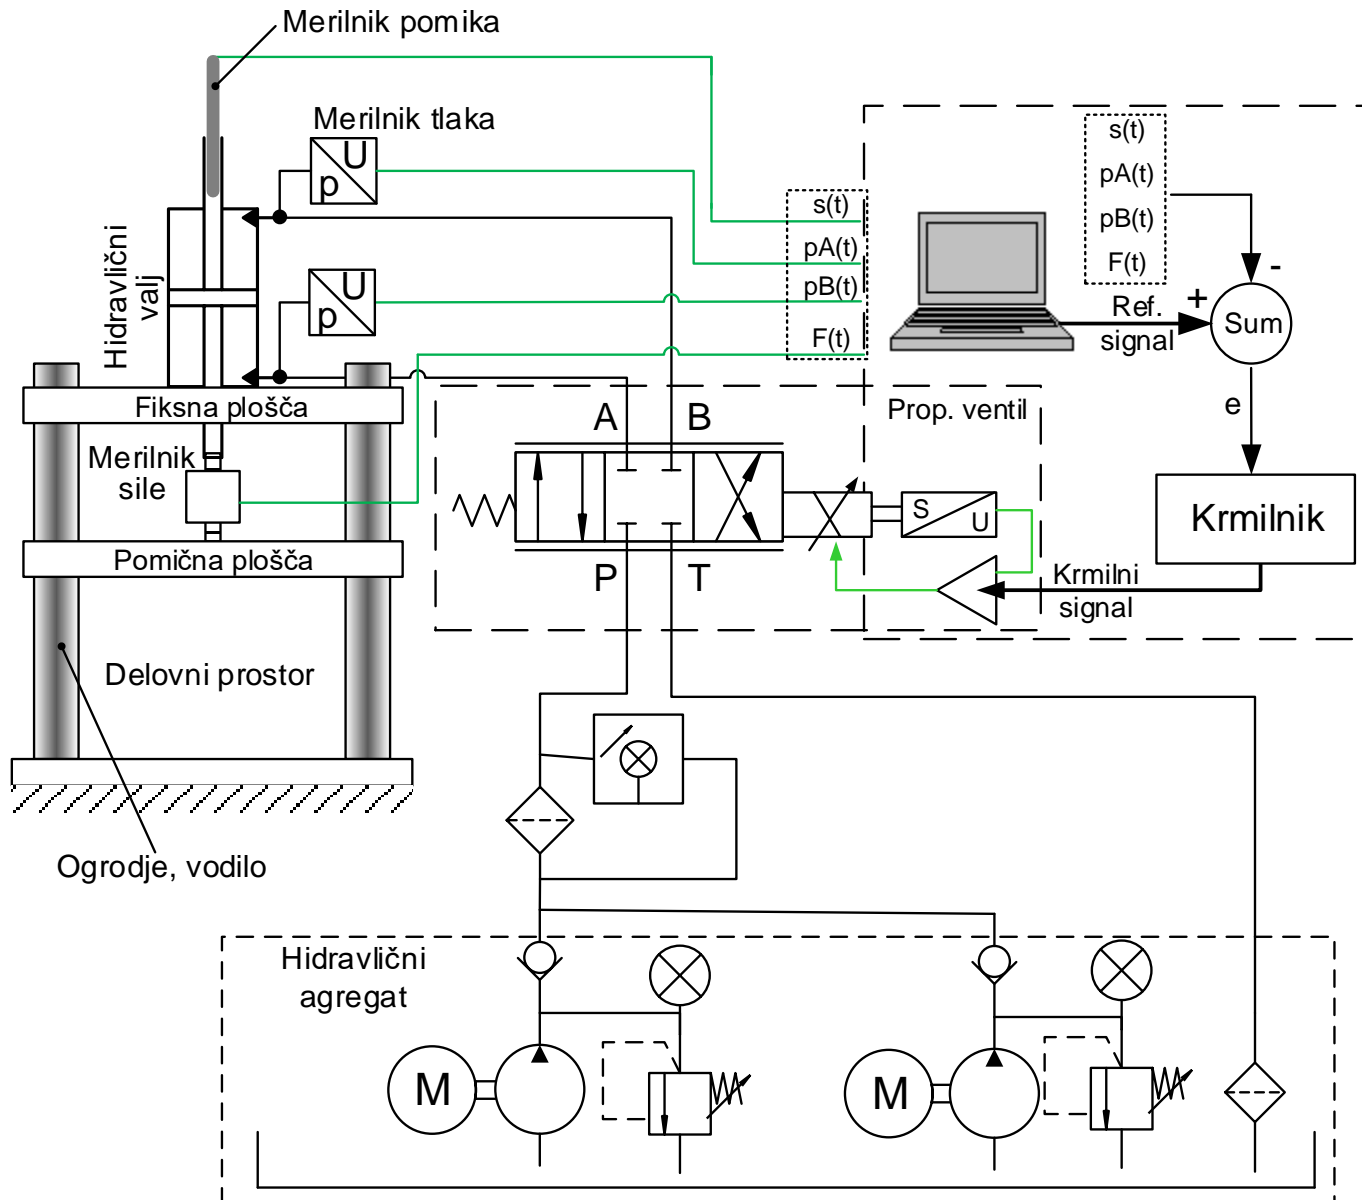 Merilnik pomika
Merilnik tlaka
U
p
s(t)
pA(t)
pB(t)
F(t)
Hidravlični
valj
U
p
s(t)
pA(t)
pB(t)
F(t)
Ref.
signal
+
-
Sum
e
Fiksna plošča
Merilnik
sile
Pomična plošča
A
B
Prop. ventil
S
U
P
T
Krmilnik
Krmilni
signal
Delovni prostor
Ogrodje, vodilo
Hidravlični
agregat
M
M